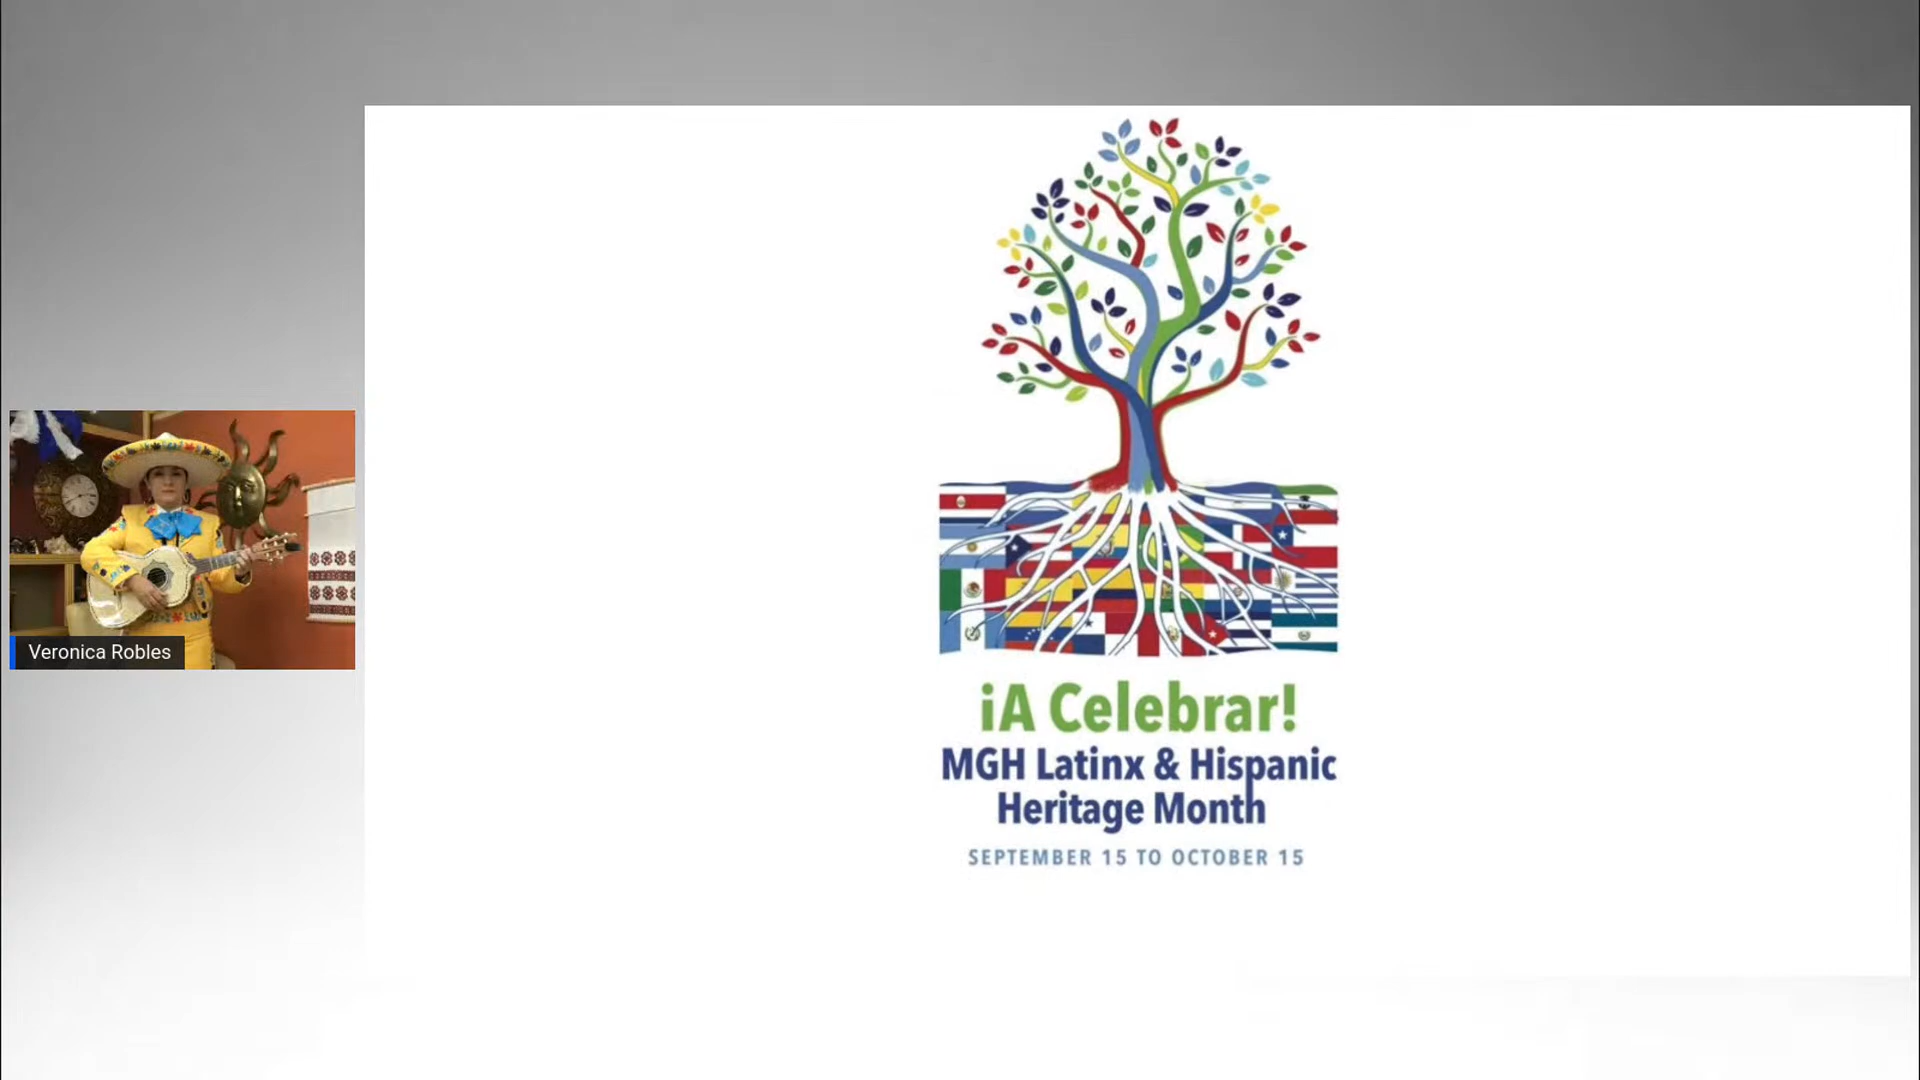 Veronica Robles
¡A Celebrar!
MGH Latinx & Hispanic
Heritage Month
SEPTEMBER 15 TO OCTOBER 15